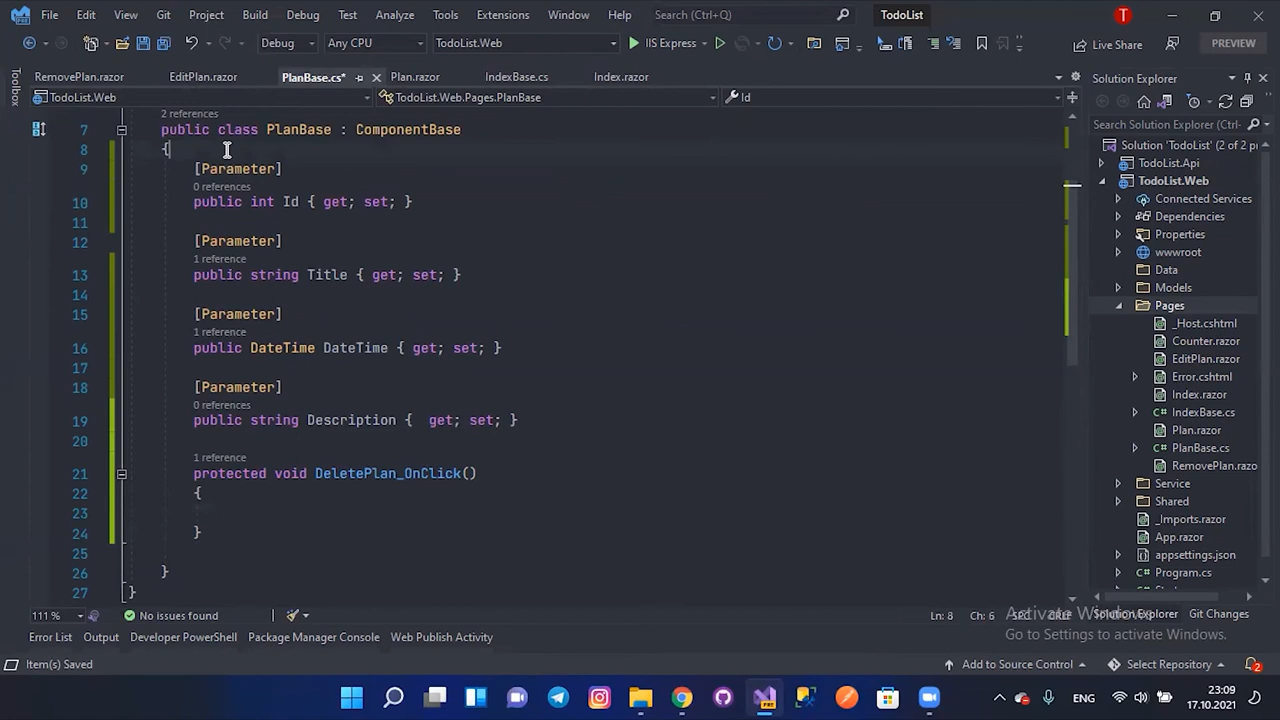 File Edit View Git Project Build Debug Test Analyze Tools Extensions Window Help Search (Ctrl+Q) TodoList T
Debug Any CPU TodoList.Web IIS Express Live Share PREVIEW
Toolbox
RemovePlan.razor EditPlan.razor PlanBase.cs* Plan.razor IndexBase.cs Index.razor
TodoList.Web TodoList.Web.Pages.PlanBase Id
2 references
7 public class PlanBase : ComponentBase
8 {
9 [Parameter]
0 references
10 public int Id { get; set; }
11
12 [Parameter]
1 reference
13 public string Title { get; set; }
14
15 [Parameter]
1 reference
16 public DateTime DateTime { get; set; }
17
18 [Parameter]
0 references
19 public string Description {  get; set; }
20
1 reference
21 protected void DeletePlan_OnClick()
22 {
23
24 }
25
26 }
27 }
111 % No issues found Ln: 8 Ch: 6 SPC CRLF
Error List Output Developer PowerShell Package Manager Console Web Publish Activity
Item(s) Saved Add to Source Control Select Repository 2
Solution Explorer
Search Solution Explorer
Solution 'TodoList' (2 of 2 p
TodoList.Api
TodoList.Web
Connected Services
Dependencies
Properties
wwwroot
Data
Models
Pages
_Host.cshtml
Counter.razor
EditPlan.razor
Error.cshtml
Index.razor
IndexBase.cs
Plan.razor
PlanBase.cs
RemovePlan.razo
Service
Shared
_Imports.razor
App.razor
appsettings.json
Program.cs
Solution Explorer Git Changes
Activate Windows
Go to Settings to activate Windows.
PRE ENG 23:09
17.10.2021